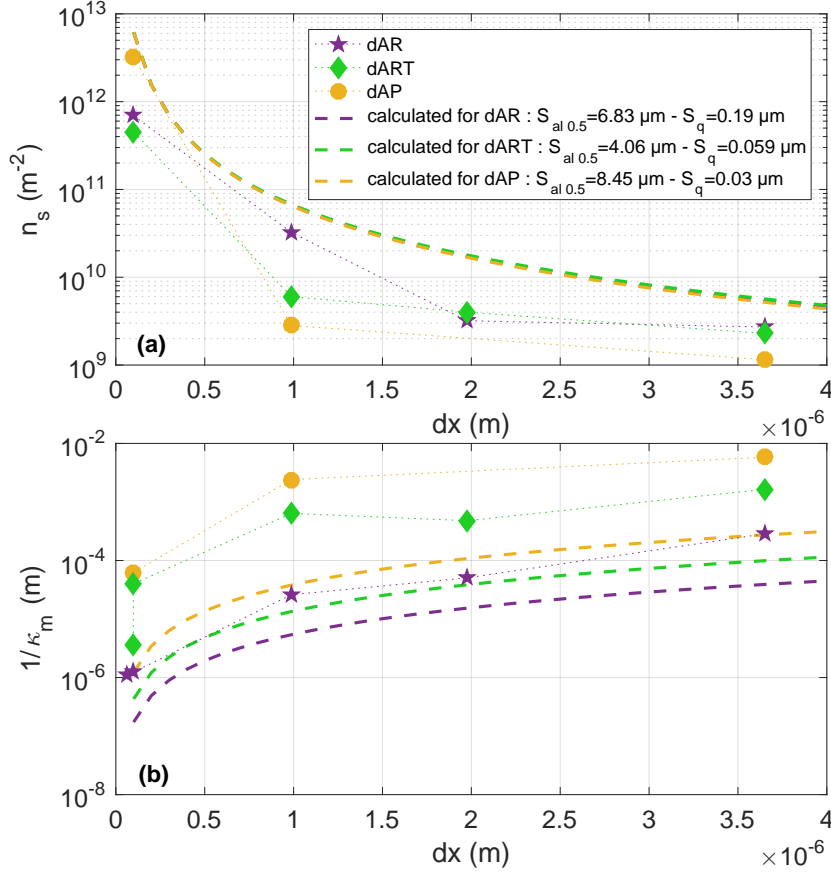 10^13
10^12
10^11
10^10
10^9
n_s (m^-2)
dAR
dART
dAP
calculated for dAR : S_al 0.5=6.83 µm - S_q=0.19 µm
calculated for dART : S_al 0.5=4.06 µm - S_q=0.059 µm
calculated for dAP : S_al 0.5=8.45 µm - S_q=0.03 µm
(a)
0 0.5 1 1.5 2 2.5 3 3.5 4
dx (m) ×10^-6
10^-2
10^-4
10^-6
10^-8
1/κ_m (m)
(b)
0 0.5 1 1.5 2 2.5 3 3.5 4
dx (m) ×10^-6